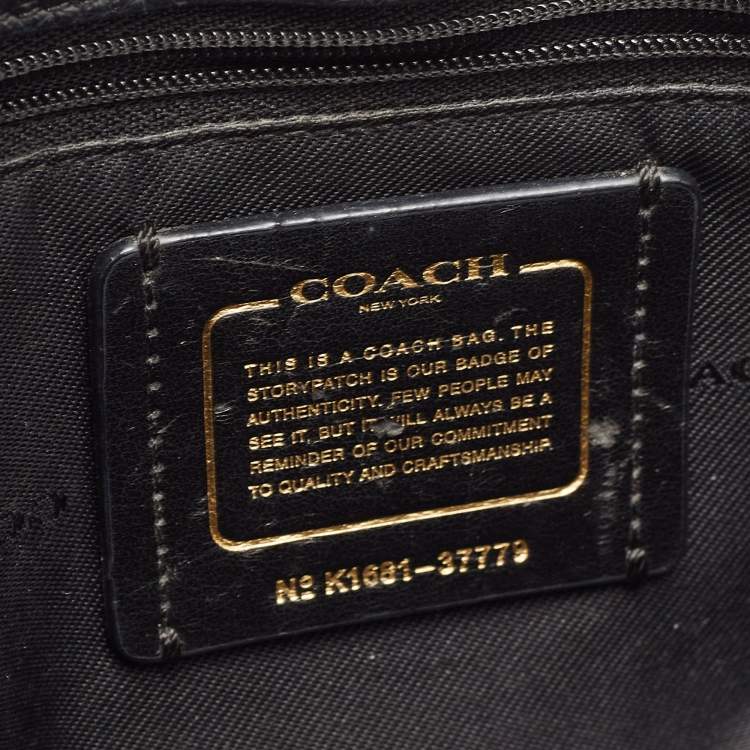 COACH
NEW YORK
THIS IS A COACH BAG. THE
STORYPATCH IS OUR BADGE OF
AUTHENTICITY. FEW PEOPLE MAY
SEE IT, BUT IT WILL ALWAYS BE A
REMINDER OF OUR COMMITMENT
TO QUALITY AND CRAFTSMANSHIP.
Nº K1681-37779